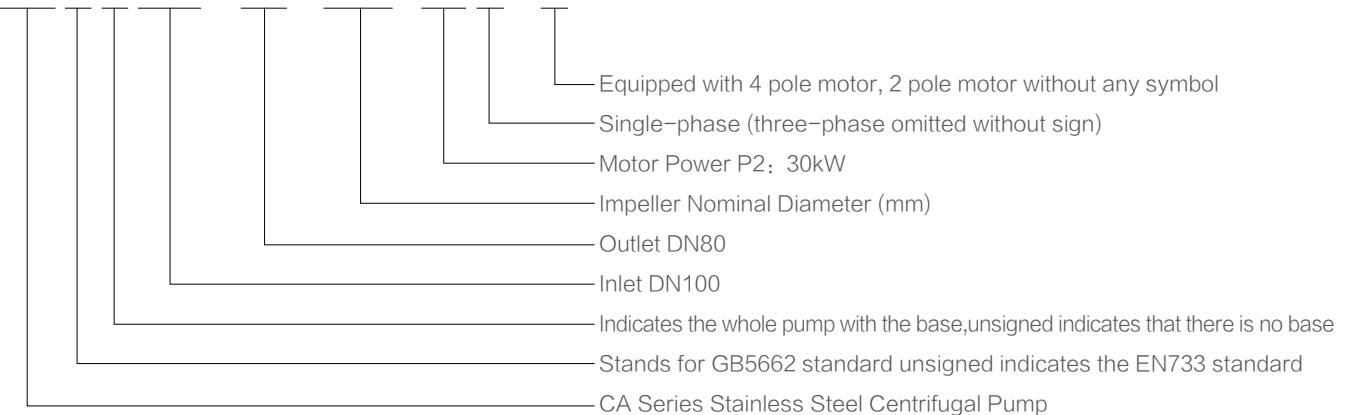 Equipped with 4 pole motor, 2 pole motor without any symbol
Single-phase (three-phase omitted without sign)
Motor Power P2：30kW
Impeller Nominal Diameter (mm)
Outlet DN80
Inlet DN100
Indicates the whole pump with the base,unsigned indicates that there is no base
Stands for GB5662 standard unsigned indicates the EN733 standard
CA Series Stainless Steel Centrifugal Pump